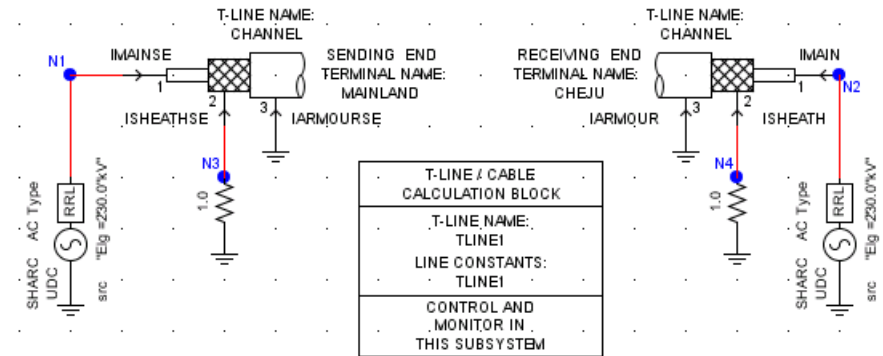 T-LINE NAME:
CHANNEL
N1
IMAINSE
1
2
3
SENDING END
TERMINAL NAME:
MAINLAND
ISHEATHSE
IARMOURSE
N3
1.0
RRL
SHARC AC Type
UDC
src "Elg =230.0"kV"
T-LINE / CABLE
CALCULATION BLOCK
T-LINE NAME:
TLINE1
LINE CONSTANTS:
TLINE1
CONTROL AND
MONITOR IN
THIS SUBSYSTEM
T-LINE NAME:
CHANNEL
RECEIVING END
TERMINAL NAME:
CHEJU
IMAIN
1
N2
2
3
IARMOUR
ISHEATH
N4
1.0
RRL
SHARC AC Type
UDC
src "Elg =230.0"kV"